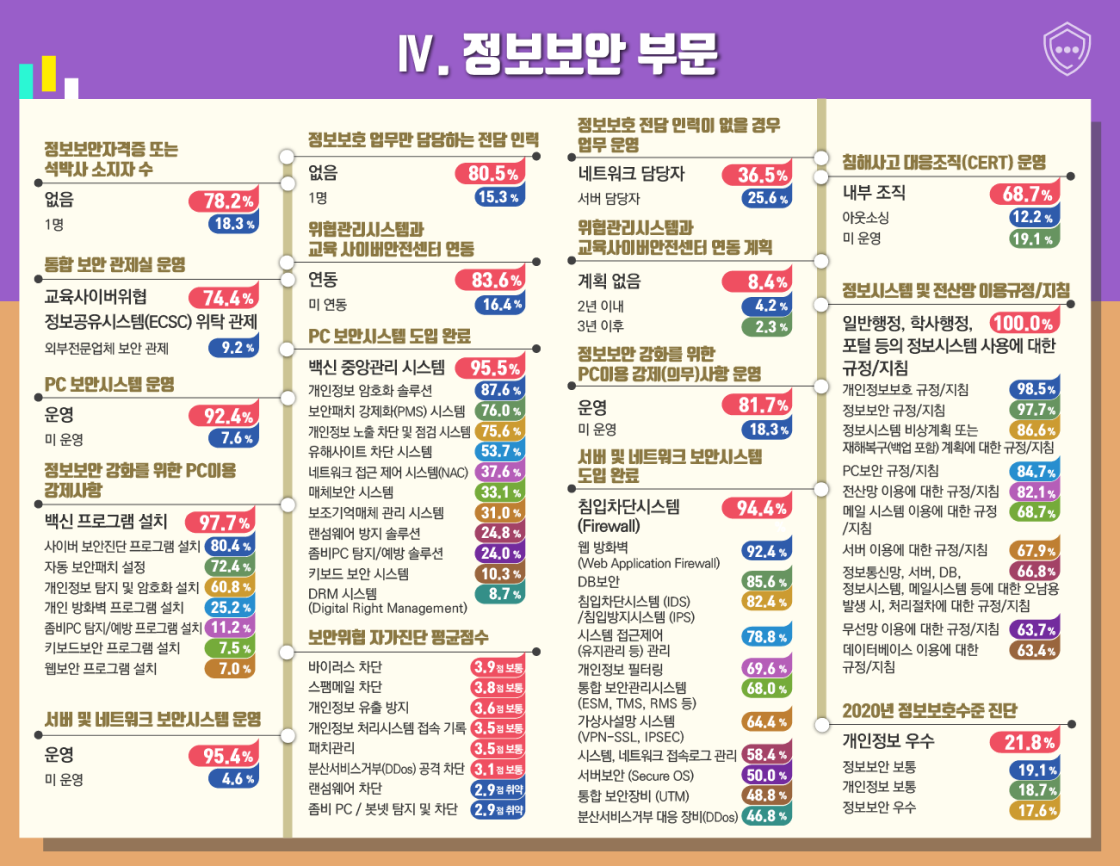 Ⅳ. 정보보안 부문
정보보안자격증 또는
석박사 소지자 수
없음 78.2%
1명 18.3%
통합 보안 관제실 운영
교육사이버위협 74.4%
정보공유시스템(ECSC) 위탁 관제
외부전문업체 보안 관제 9.2%
PC 보안시스템 운영
운영 92.4%
미 운영 7.6%
정보보안 강화를 위한 PC이용
강제사항
백신 프로그램 설치 97.7%
사이버 보안진단 프로그램 설치 80.4%
자동 보안패치 설정 72.4%
개인정보 탐지 및 암호화 설치 60.8%
개인 방화벽 프로그램 설치 25.2%
좀비PC 탐지/예방 프로그램 설치 11.2%
키보드보안 프로그램 설치 7.5%
웹보안 프로그램 설치 7.0%
서버 및 네트워크 보안시스템 운영
운영 95.4%
미 운영 4.6%
정보보호 업무만 담당하는 전담 인력
없음 80.5%
1명 15.3%
위협관리시스템과
교육 사이버안전센터 연동
연동 83.6%
미 연동 16.4%
PC 보안시스템 도입 완료
백신 중앙관리 시스템 95.5%
개인정보 암호화 솔루션 87.6%
보안패치 강제화(PMS) 시스템 76.0%
개인정보 노출 차단 및 점검 시스템 75.6%
유해사이트 차단 시스템 53.7%
네트워크 접근 제어 시스템(NAC) 37.6%
매체보안 시스템 33.1%
보조기억매체 관리 시스템 31.0%
랜섬웨어 방지 솔루션 24.8%
좀비PC 탐지/예방 솔루션 24.0%
키보드 보안 시스템 10.3%
DRM 시스템 8.7%
(Digital Right Management)
보안위협 자가진단 평균점수
바이러스 차단 3.9점 보통
스팸메일 차단 3.8점 보통
개인정보 유출 방지 3.6점 보통
개인정보 처리시스템 접속 기록 3.5점 보통
패치관리 3.5점 보통
분산서비스거부(DDos) 공격 차단 3.1점 보통
랜섬웨어 차단 2.9점 취약
좀비 PC / 봇넷 탐지 및 차단 2.9점 취약
정보보호 전담 인력이 없을 경우
업무 운영
네트워크 담당자 36.5%
서버 담당자 25.6%
위협관리시스템과
교육사이버안전센터 연동 계획
계획 없음 8.4%
2년 이내 4.2%
3년 이후 2.3%
정보보안 강화를 위한
PC이용 강제(의무)사항 운영
운영 81.7%
미 운영 18.3%
서버 및 네트워크 보안시스템
도입 완료
침입차단시스템 94.4%
(Firewall)
웹 방화벽 92.4%
(Web Application Firewall)
DB보안 85.6%
침입차단시스템 (IDS) 82.4%
/침입방지시스템 (IPS)
시스템 접근제어 78.8%
(유지관리 등) 관리
개인정보 필터링 69.6%
통합 보안관리시스템 68.0%
(ESM, TMS, RMS 등)
가상사설망 시스템 64.4%
(VPN-SSL, IPSEC)
시스템, 네트워크 접속로그 관리 58.4%
서버보안 (Secure OS) 50.0%
통합 보안장비 (UTM) 48.8%
분산서비스거부 대응 장비(DDos) 46.8%
침해사고 대응조직(CERT) 운영
내부 조직 68.7%
아웃소싱 12.2%
미 운영 19.1%
정보시스템 및 전산망 이용규정/지침
일반행정, 학사행정, 100.0%
포털 등의 정보시스템 사용에 대한
규정/지침
개인정보보호 규정/지침 98.5%
정보보안 규정/지침 97.7%
정보시스템 비상계획 또는 86.6%
재해복구(백업 포함) 계획에 대한 규정/지침
PC보안 규정/지침 84.7%
전산망 이용에 대한 규정/지침 82.1%
메일 시스템 이용에 대한 규정 68.7%
/지침
서버 이용에 대한 규정/지침 67.9%
정보통신망, 서버, DB, 66.8%
정보시스템, 메일시스템 등에 대한 오남용
발생 시, 처리절차에 대한 규정/지침
무선망 이용에 대한 규정/지침 63.7%
데이터베이스 이용에 대한 63.4%
규정/지침
2020년 정보보호수준 진단
개인정보 우수 21.8%
정보보안 보통 19.1%
개인정보 보통 18.7%
정보보안 우수 17.6%